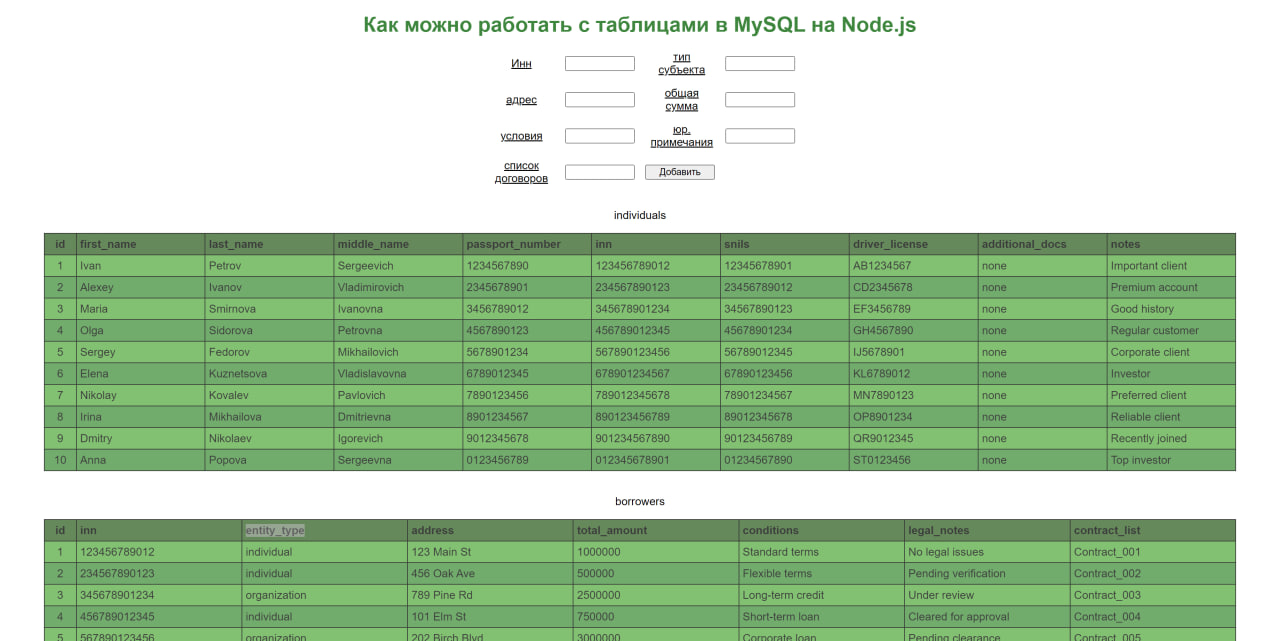 Как можно работать с таблицами в MySQL на Node.js
Инн
тип
субъекта
адрес
общая
сумма
условия
юр.
примечания
список
договоров
Добавить
individuals
id first_name last_name middle_name passport_number inn snils driver_license additional_docs notes
1 Ivan Petrov Sergeevich 1234567890 123456789012 12345678901 AB1234567 none Important client
2 Alexey Ivanov Vladimirovich 2345678901 234567890123 23456789012 CD2345678 none Premium account
3 Maria Smirnova Ivanovna 3456789012 345678901234 34567890123 EF3456789 none Good history
4 Olga Sidorova Petrovna 4567890123 456789012345 45678901234 GH4567890 none Regular customer
5 Sergey Fedorov Mikhailovich 5678901234 567890123456 56789012345 IJ5678901 none Corporate client
6 Elena Kuznetsova Vladislavovna 6789012345 678901234567 67890123456 KL6789012 none Investor
7 Nikolay Kovalev Pavlovich 7890123456 789012345678 78901234567 MN7890123 none Preferred client
8 Irina Mikhailova Dmitrievna 8901234567 890123456789 89012345678 OP8901234 none Reliable client
9 Dmitry Nikolaev Igorevich 9012345678 901234567890 90123456789 QR9012345 none Recently joined
10 Anna Popova Sergeevna 0123456789 012345678901 01234567890 ST0123456 none Top investor
borrowers
id inn entity_type address total_amount conditions legal_notes contract_list
1 123456789012 individual 123 Main St 1000000 Standard terms No legal issues Contract_001
2 234567890123 individual 456 Oak Ave 500000 Flexible terms Pending verification Contract_002
3 345678901234 organization 789 Pine Rd 2500000 Long-term credit Under review Contract_003
4 456789012345 individual 101 Elm St 750000 Short-term loan Cleared for approval Contract_004
5 567890123456 organization 202 Birch Blvd 3000000 Corporate loan Pending clearance Contract_005